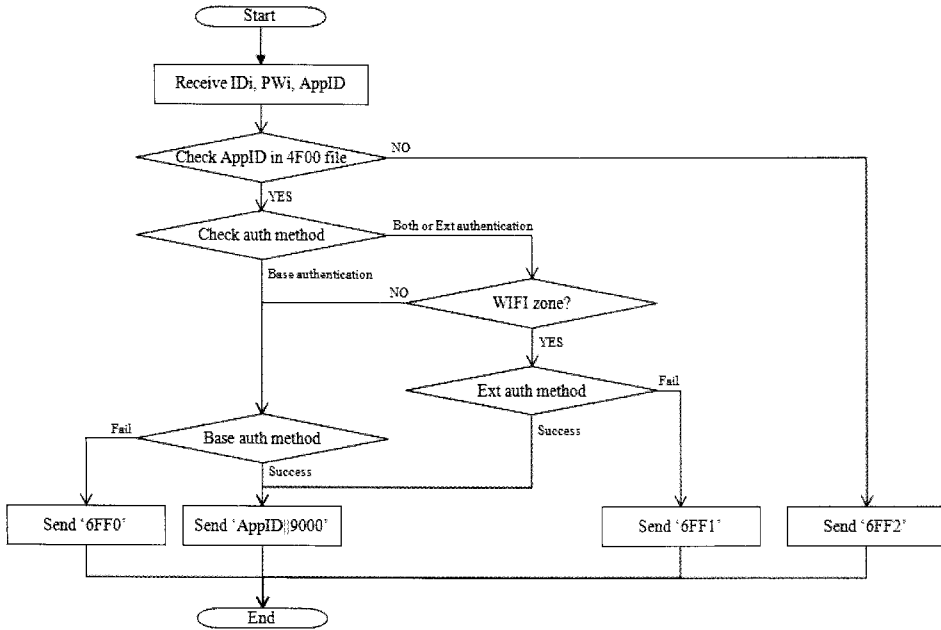 Start
Receive IDi, PWi, AppID
Check AppID in 4F00 file
NO
YES
Check auth method
Both or Ext authentication
Base authentication
NO
WIFI zone?
YES
Ext auth method
Fail
Success
Fail
Base auth method
Success
Send ‘6FF0’
Send ‘AppID||9000’
Send ‘6FF1’
Send ‘6FF2’
End